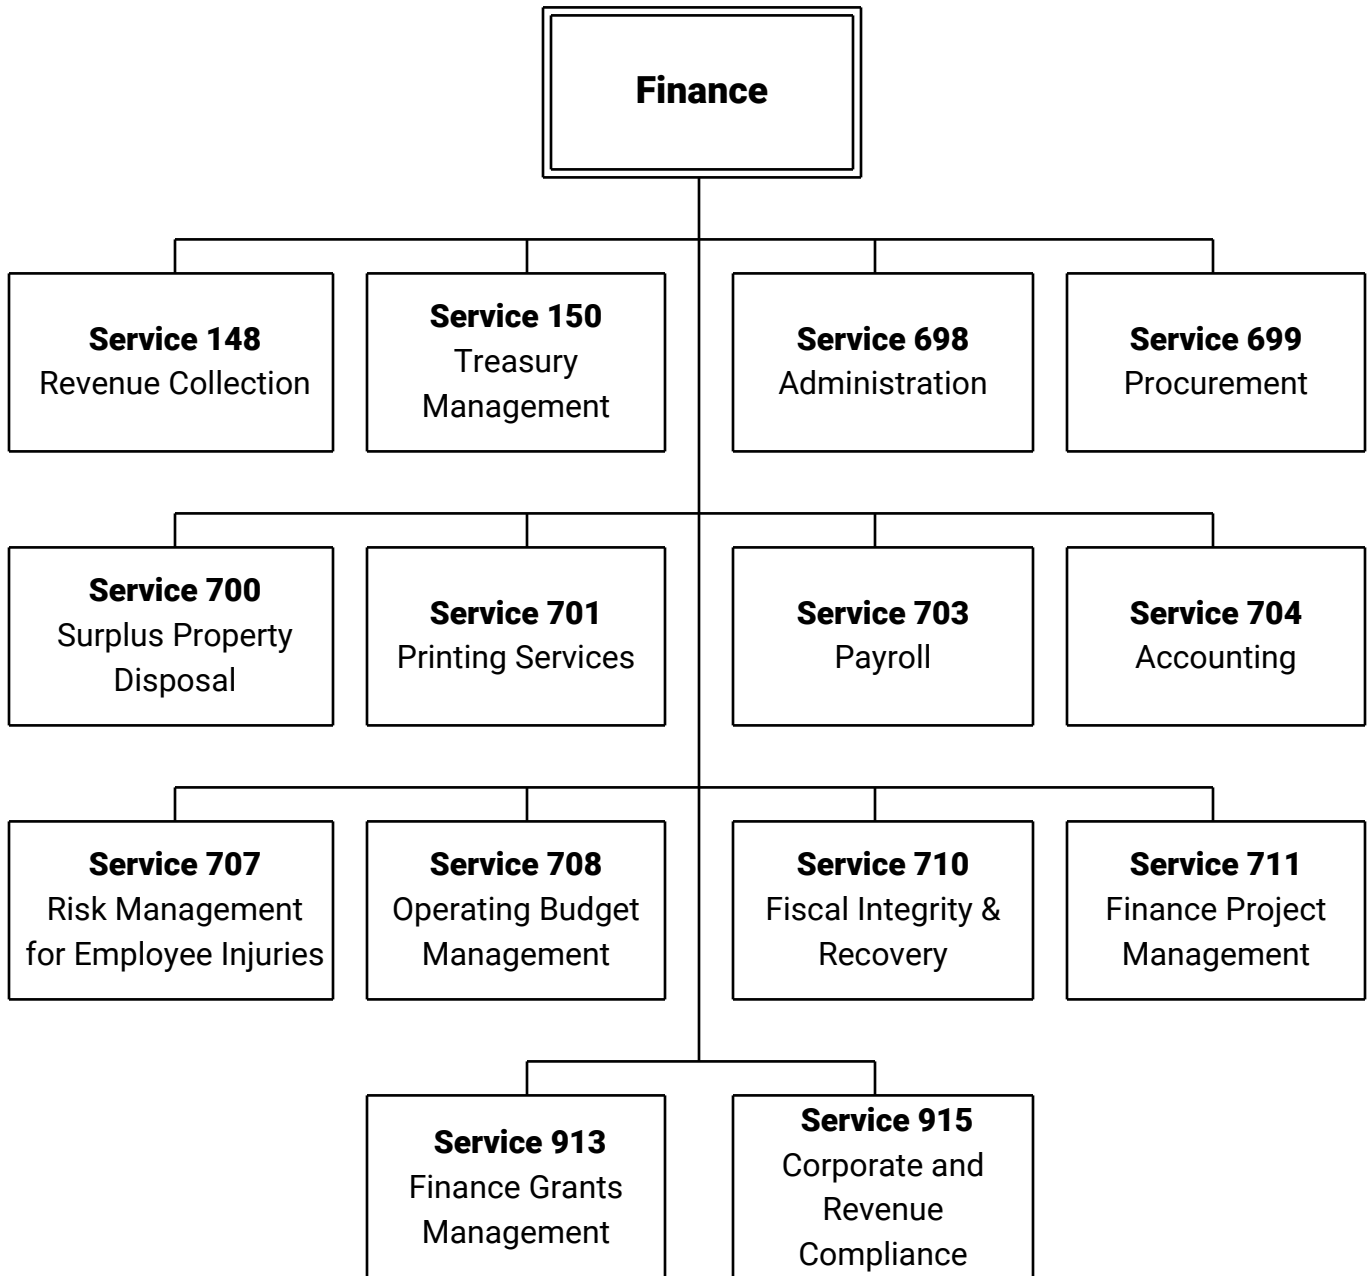 Finance
Service 148
Revenue Collection
Service 150
Treasury
Management
Service 698
Administration
Service 699
Procurement
Service 700
Surplus Property
Disposal
Service 701
Printing Services
Service 703
Payroll
Service 704
Accounting
Service 707
Risk Management
for Employee Injuries
Service 708
Operating Budget
Management
Service 710
Fiscal Integrity &
Recovery
Service 711
Finance Project
Management
Service 913
Finance Grants
Management
Service 915
Corporate and
Revenue
Compliance